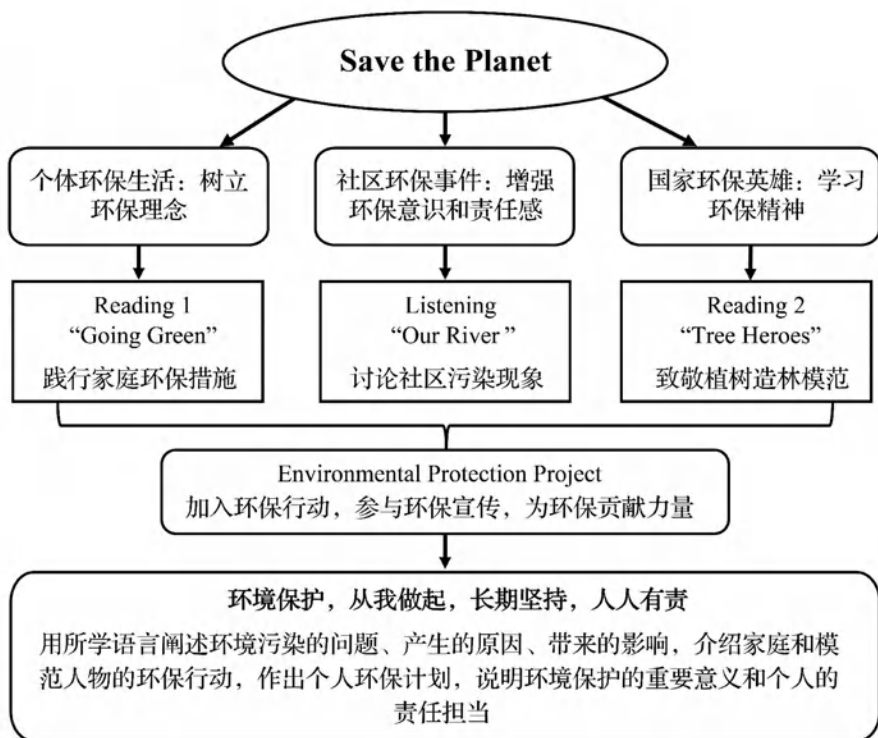 Save the Planet
个体环保生活：树立
环保理念
社区环保事件：增强
环保意识和责任感
国家环保英雄：学习
环保精神
Reading 1
“Going Green”
践行家庭环保措施
Listening
“Our River ”
讨论社区污染现象
Reading 2
“Tree Heroes”
致敬植树造林模范
Environmental Protection Project
加入环保行动，参与环保宣传，为环保贡献力量
环境保护，从我做起，长期坚持，人人有责
用所学语言阐述环境污染的问题、产生的原因、带来的影响，介绍家庭和模
范人物的环保行动，作出个人环保计划，说明环境保护的重要意义和个人的
责任担当